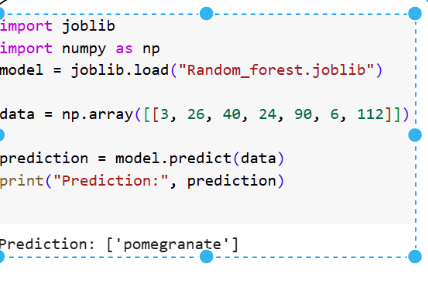 import joblib
import numpy as np
model = joblib.load("Random_forest.joblib")
data = np.array([[3, 26, 40, 24, 90, 6, 112]])
prediction = model.predict(data)
print("Prediction:", prediction)
Prediction: ['pomegranate']